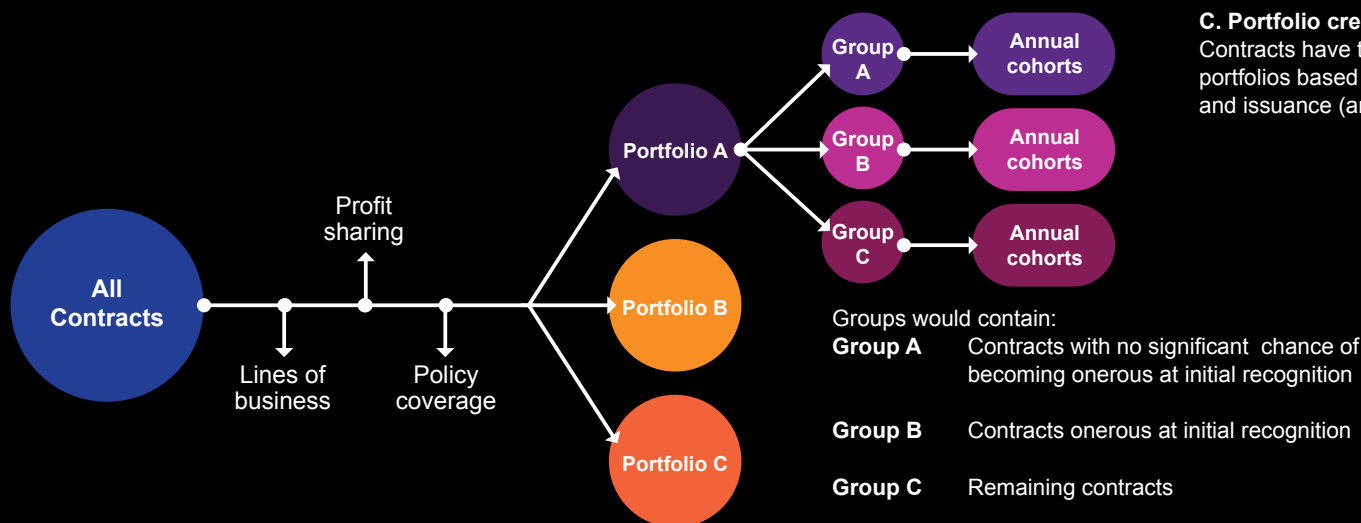 All
Contracts
Lines of
business
Profit
sharing
Policy
coverage
Portfolio A
Portfolio B
Portfolio C
Group
A
Annual
cohorts
Group
B
Annual
cohorts
Group
C
Annual
cohorts
Groups would contain:
Group A Contracts with no significant chance of
becoming onerous at initial recognition
Group B Contracts onerous at initial recognition
Group C Remaining contracts
C. Portfolio cre
Contracts have t
portfolios based
and issuance (a